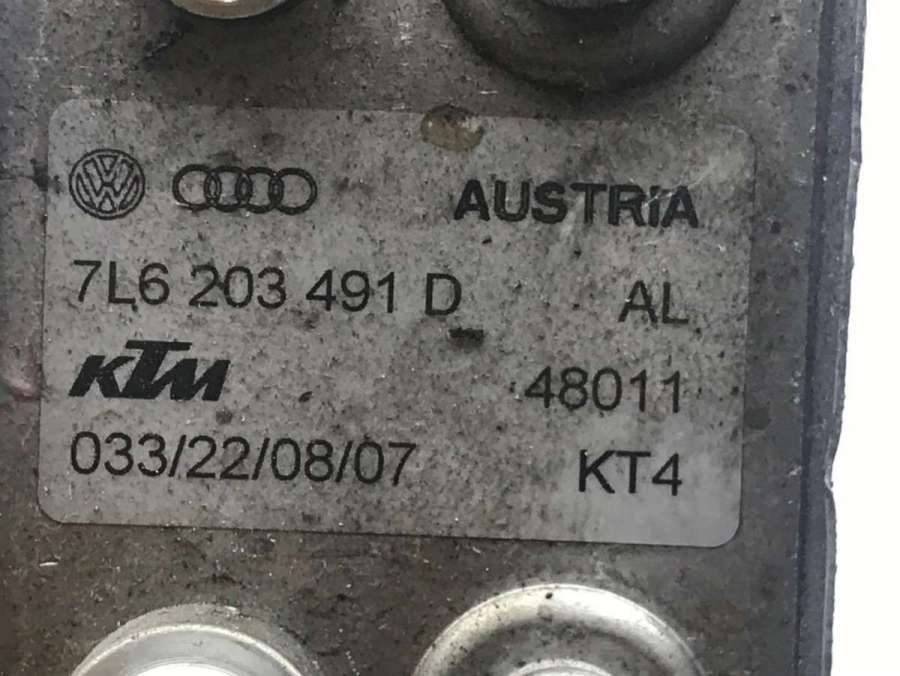 AUSTRIA
7L6 203 491 D AL
KTM 48011
033/22/08/07 KT4